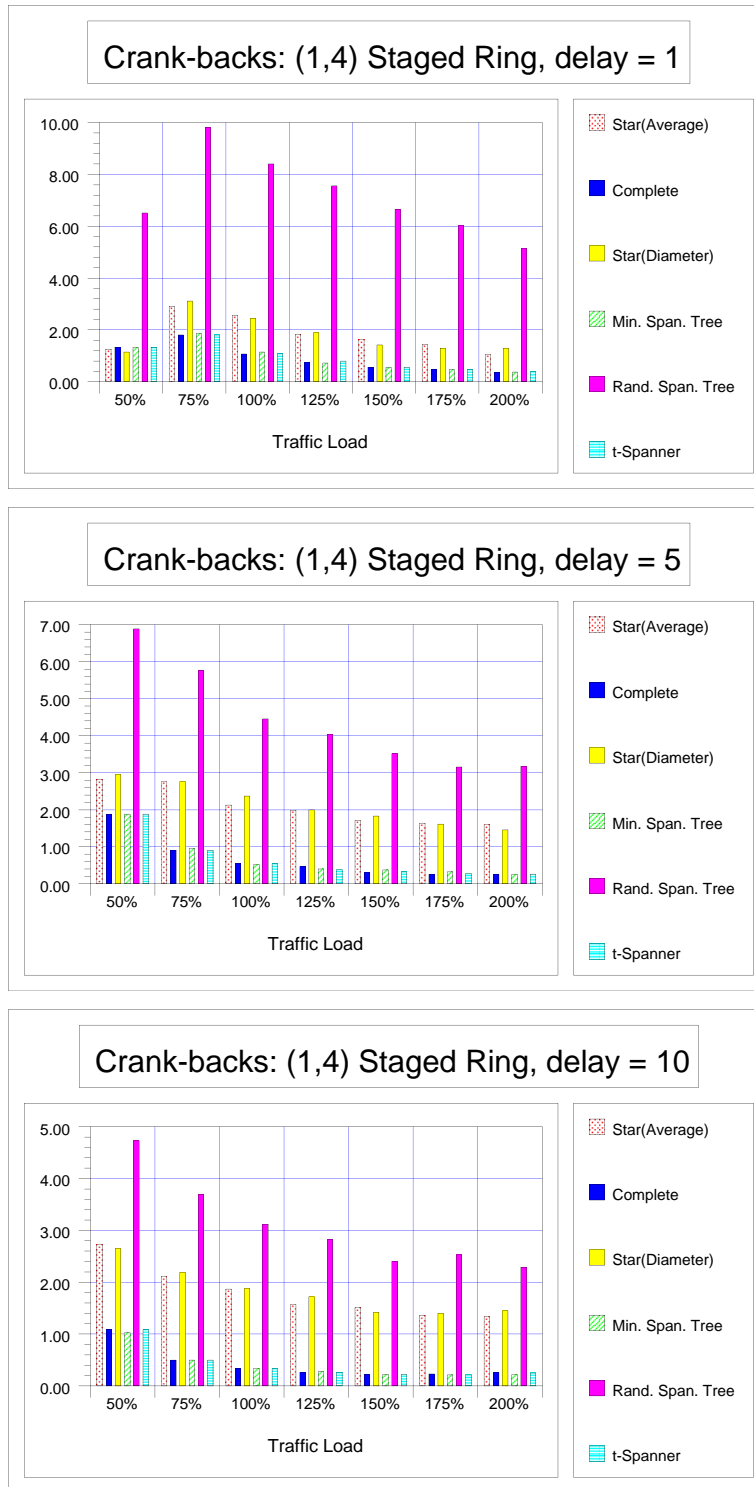 Crank-backs: (1,4) Staged Ring, delay = 1
10.00
8.00
6.00
4.00
2.00
0.00
50% 75% 100% 125% 150% 175% 200%
Traffic Load
Star(Average)
Complete
Star(Diameter)
Min. Span. Tree
Rand. Span. Tree
t-Spanner
Crank-backs: (1,4) Staged Ring, delay = 5
7.00
6.00
5.00
4.00
3.00
2.00
1.00
0.00
50% 75% 100% 125% 150% 175% 200%
Traffic Load
Star(Average)
Complete
Star(Diameter)
Min. Span. Tree
Rand. Span. Tree
t-Spanner
Crank-backs: (1,4) Staged Ring, delay = 10
5.00
4.00
3.00
2.00
1.00
0.00
50% 75% 100% 125% 150% 175% 200%
Traffic Load
Star(Average)
Complete
Star(Diameter)
Min. Span. Tree
Rand. Span. Tree
t-Spanner